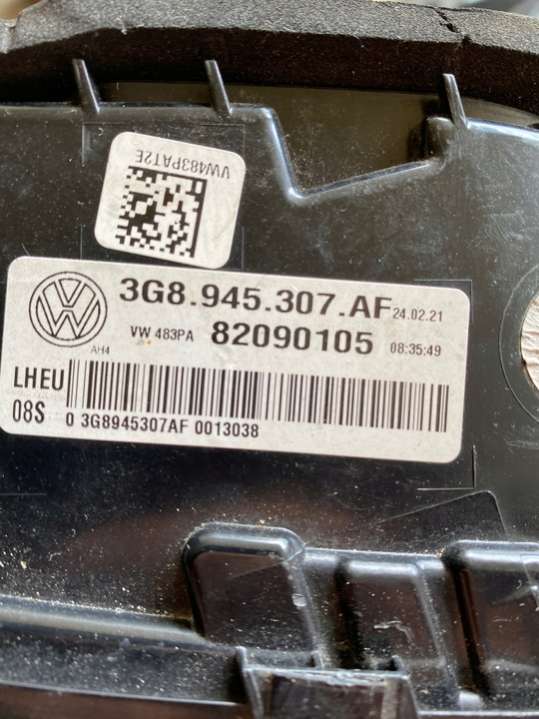 VW483PAT2E
3G8.945.307.AF 24.02.21
VW 483PA 82090105 08:35:49
AH4
LHEU
08S 0 3G8945307AF 0013038